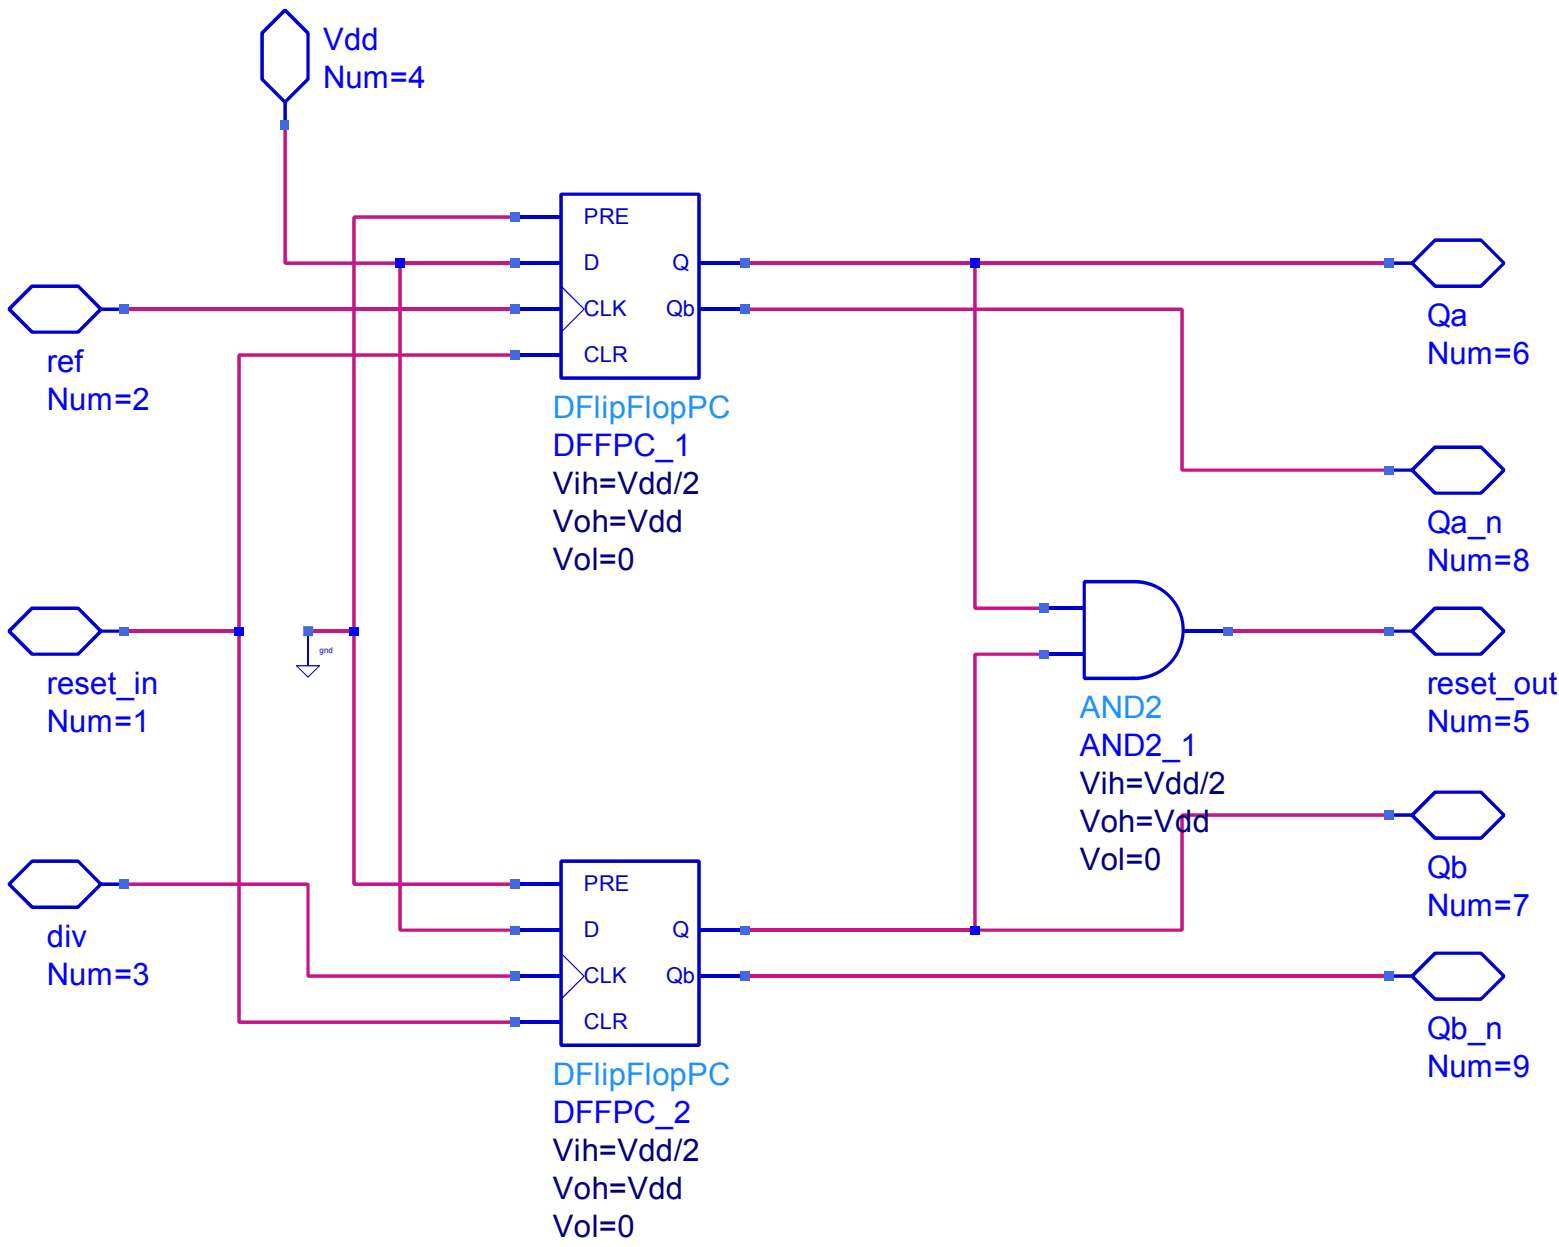 Vdd
Num=4
PRE
D
CLK
CLR
Q
Qb
DFlipFlopPC
DFFPC_1
Vih=Vdd/2
Voh=Vdd
Vol=0
ref
Num=2
Qa
Num=6
Qa_n
Num=8
reset_in
Num=1
gnd
reset_out
Num=5
AND2
AND2_1
Vih=Vdd/2
Voh=Vdd
Vol=0
div
Num=3
PRE
D
CLK
CLR
Q
Qb
DFlipFlopPC
DFFPC_2
Vih=Vdd/2
Voh=Vdd
Vol=0
Qb
Num=7
Qb_n
Num=9